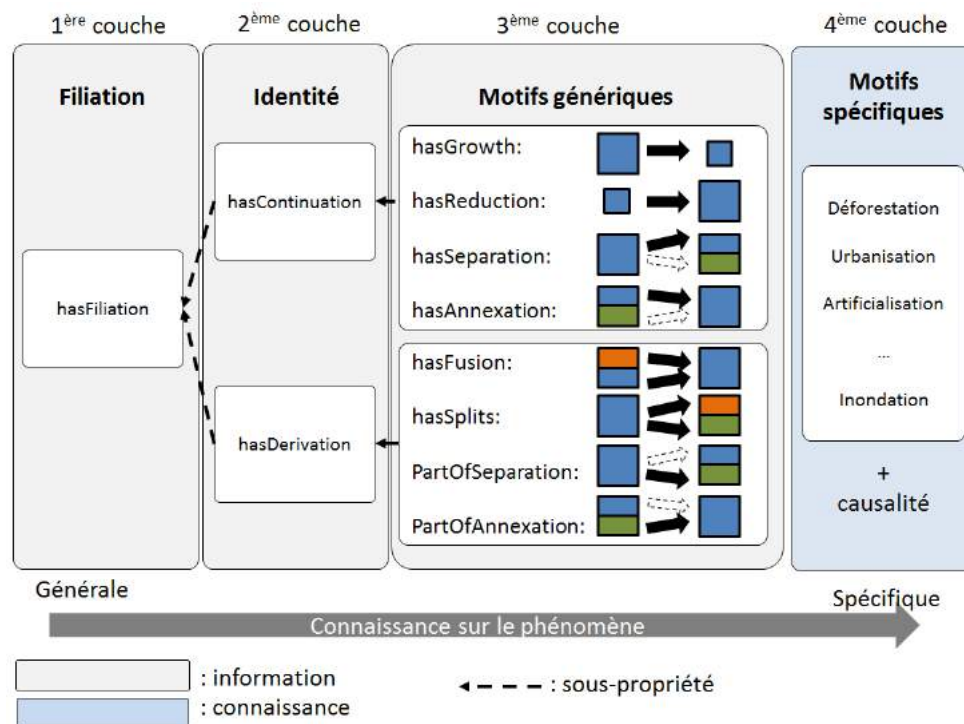 1ère couche
2ème couche
3ème couche
4ème couche
Filiation
hasFiliation
Identité
hasContinuation
hasDerivation
Motifs génériques
hasGrowth:
hasReduction:
hasSeparation:
hasAnnexation:
hasFusion:
hasSplits:
PartOfSeparation:
PartOfAnnexation:
Motifs
spécifiques
Déforestation
Urbanisation
Artificialisation
...
Inondation
+
causalité
Générale
Spécifique
Connaissance sur le phénomène
: information
: connaissance
: sous-propriété